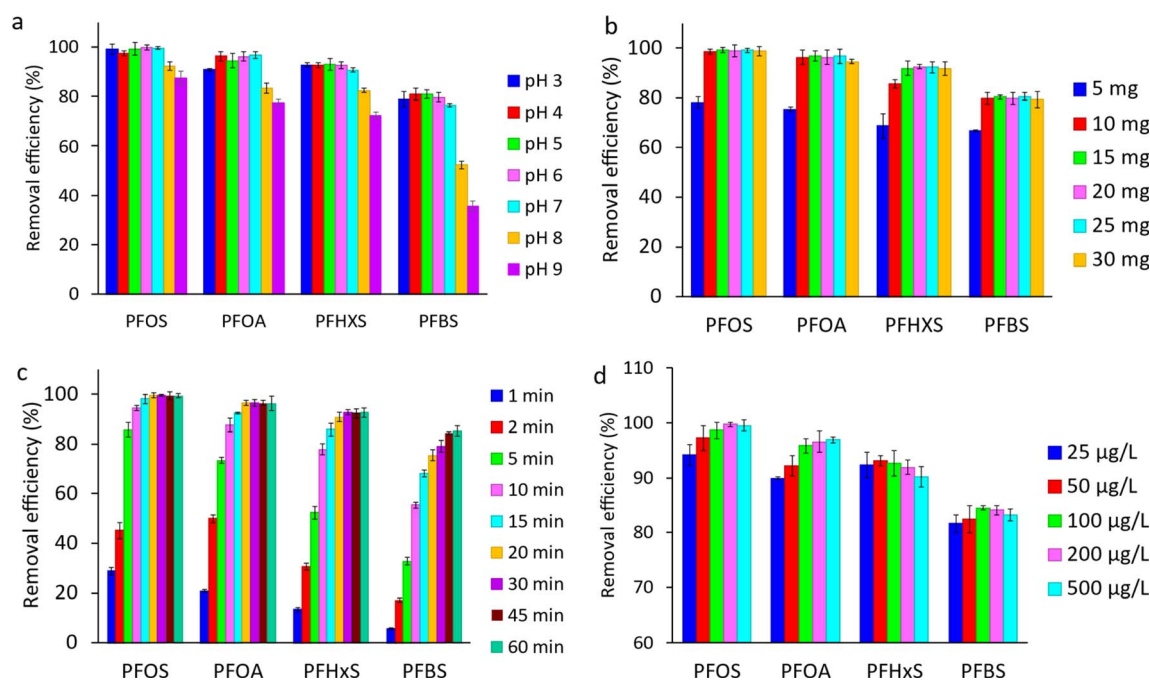 a
Removal efficiency (%)
100
80
60
40
20
0
PFOS PFOA PFHXS PFBS
pH 3
pH 4
pH 5
pH 6
pH 7
pH 8
pH 9
b
Removal efficiency (%)
100
80
60
40
20
0
PFOS PFOA PFHXS PFBS
5 mg
10 mg
15 mg
20 mg
25 mg
30 mg
c
Removal efficiency (%)
100
80
60
40
20
0
PFOS PFOA PFHxS PFBS
1 min
2 min
5 min
10 min
15 min
20 min
30 min
45 min
60 min
d
Removal efficiency (%)
110
100
90
80
70
60
PFOS PFOA PFHxS PFBS
25 µg/L
50 µg/L
100 µg/L
200 µg/L
500 µg/L